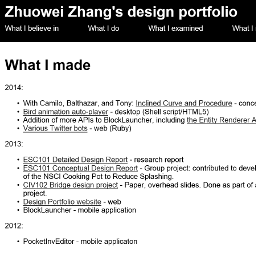 Zhuowei Zhang's design portfolio
What I believe in What I do What I examined What I
What I made
2014:
With Camilo, Balthazar, and Tony: Inclined Curve and Procedure - conc
Bird animation auto-player - desktop (Shell script/HTML5)
Addition of more APIs to BlockLauncher, including the Entity Renderer A
Various Twitter bots - web (Ruby)
2013:
ESC101 Detailed Design Report - research report
ESC101 Conceptual Design Report - Group project: contributed to devel
of the NSCI Cooking Pot to Reduce Splashing.
CIV102 Bridge design project - Paper, overhead slides. Done as part of a
project.
Design Portfolio website - web
BlockLauncher - mobile application
2012:
PocketInvEditor - mobile applicaton